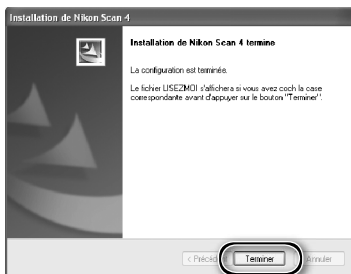 Installation de Nikon Scan 4
Installation de Nikon Scan 4 termine
La configuration est terminée.
Le fichier LISEZMOI s'affichera si vous avez coch la case
correspondante avant d'appuyer sur le bouton "Terminer".
< Précéd
Terminer
Annuler